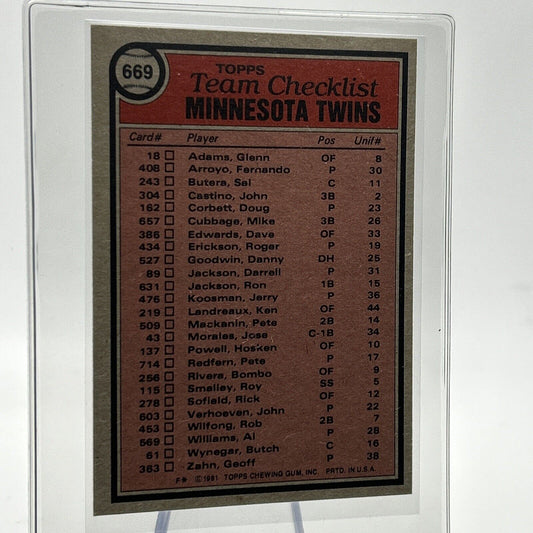 669
TOPPS
Team Checklist
MINNESOTA TWINS
Card# Player Pos Unif#
18 Adams, Glenn OF 8
408 Arroyo, Fernando P 30
243 Butera, Sal C 11
304 Castino, John 3B 2
162 Corbett, Doug P 23
657 Cubbage, Mike 3B 26
386 Edwards, Dave OF 33
434 Erickson, Roger P 19
527 Goodwin, Danny DH 25
89 Jackson, Darrell P 31
631 Jackson, Ron 1B 15
476 Koosman, Jerry P 36
219 Landreaux, Ken OF 44
509 Mackanin, Pete 2B 14
43 Morales, Jose C-1B 34
137 Powell, Hosken OF 10
714 Redfern, Pete P 17
256 Rivera, Bombo OF 9
115 Smalley, Roy SS 5
278 Sofield, Rick OF 12
603 Verhoeven, John P 22
453 Wilfong, Rob 2B 7
569 Williams, Al P 28
61 Wynegar, Butch C 16
363 Zahn, Geoff P 38
F* © 1981 TOPPS CHEWING GUM, INC. PRTD. IN U.S.A.